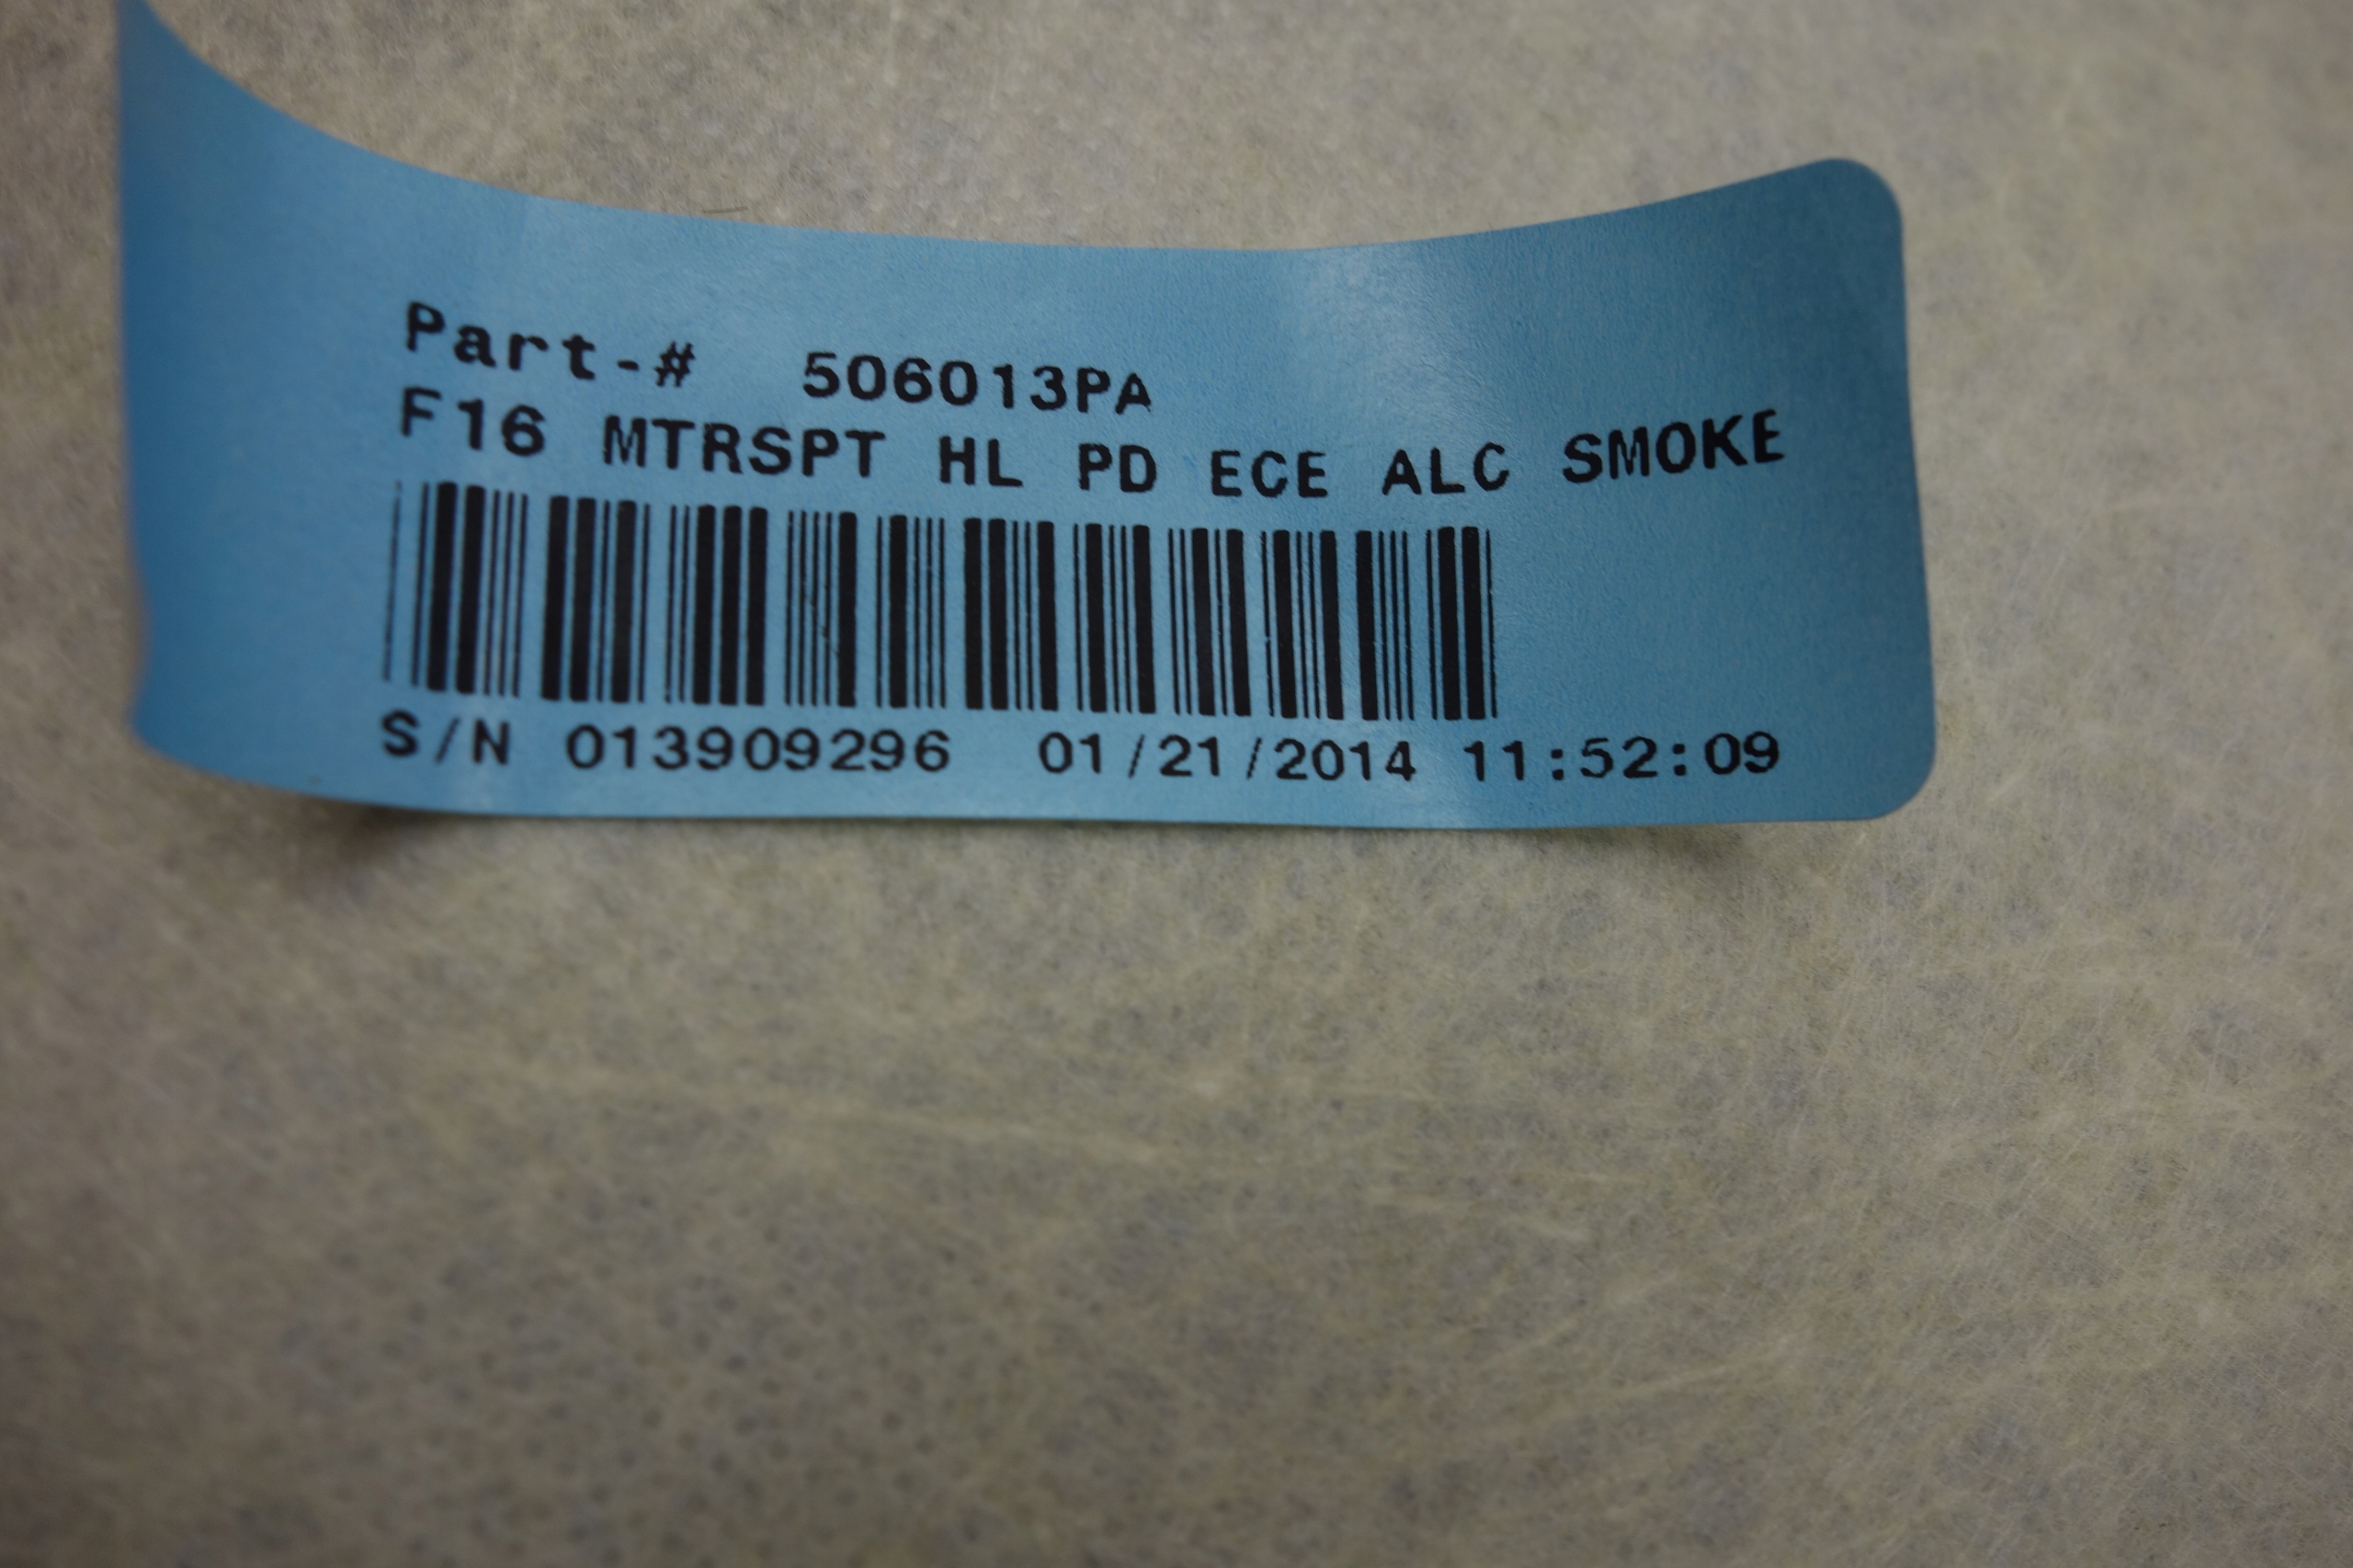 Part-# 506013PA
F16 MTRSPT HL PD ECE ALC SMOKE
S/N 013909296 01/21/2014 11:52:09